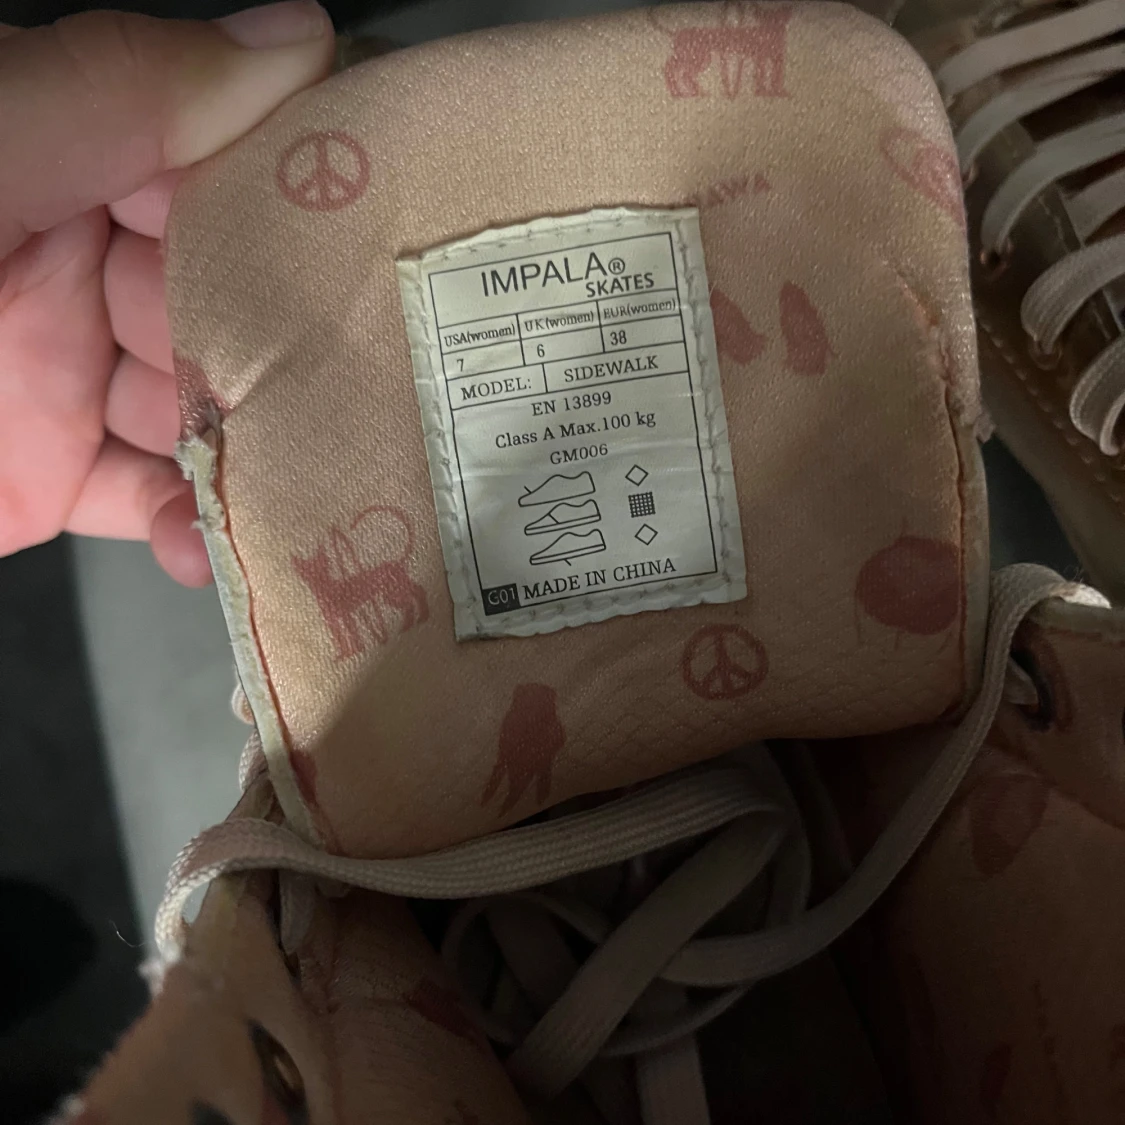 IMPALA®
SKATES
USA(women) UK(women) EUR(women)
7 6 38
MODEL: SIDEWALK
EN 13899
Class A Max.100 kg
GM006
G01 MADE IN CHINA